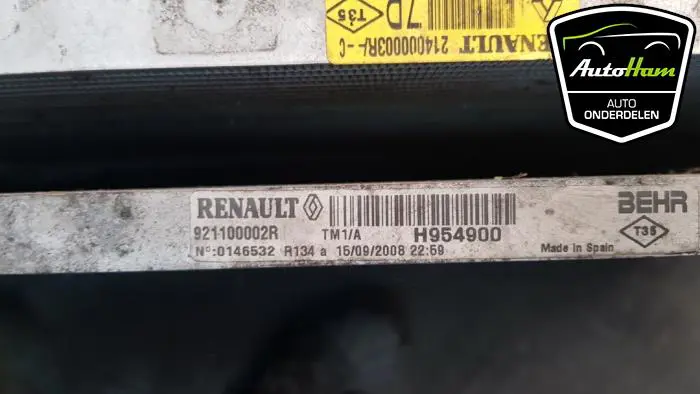 T35
7D
RENAULT 214000003R/--C
AutoHam
AUTO
ONDERDELEN
RENAULT
921100002R TM1/A H954900
Nº:0146532 R134 a 15/09/2008 22:59
BEHR
T35
Made in Spain